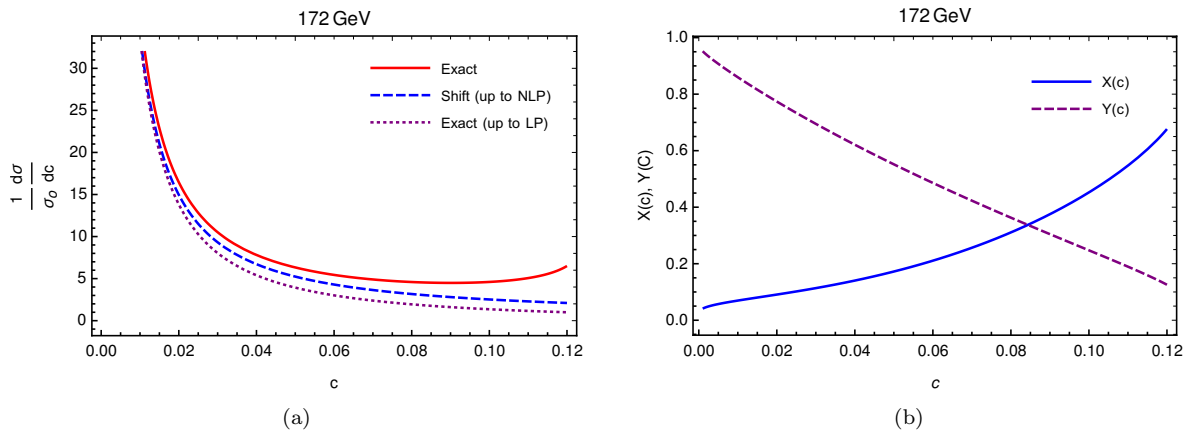 172 GeV
30
25
20
15
10
5
0
1 dσ
σ₀ dc
Exact
Shift (up to NLP)
Exact (up to LP)
0.00 0.02 0.04 0.06 0.08 0.10 0.12
c
(a)
172 GeV
1.0
0.8
0.6
0.4
0.2
0.0
X(c), Y(C)
X(c)
Y(c)
0.00 0.02 0.04 0.06 0.08 0.10 0.12
c
(b)